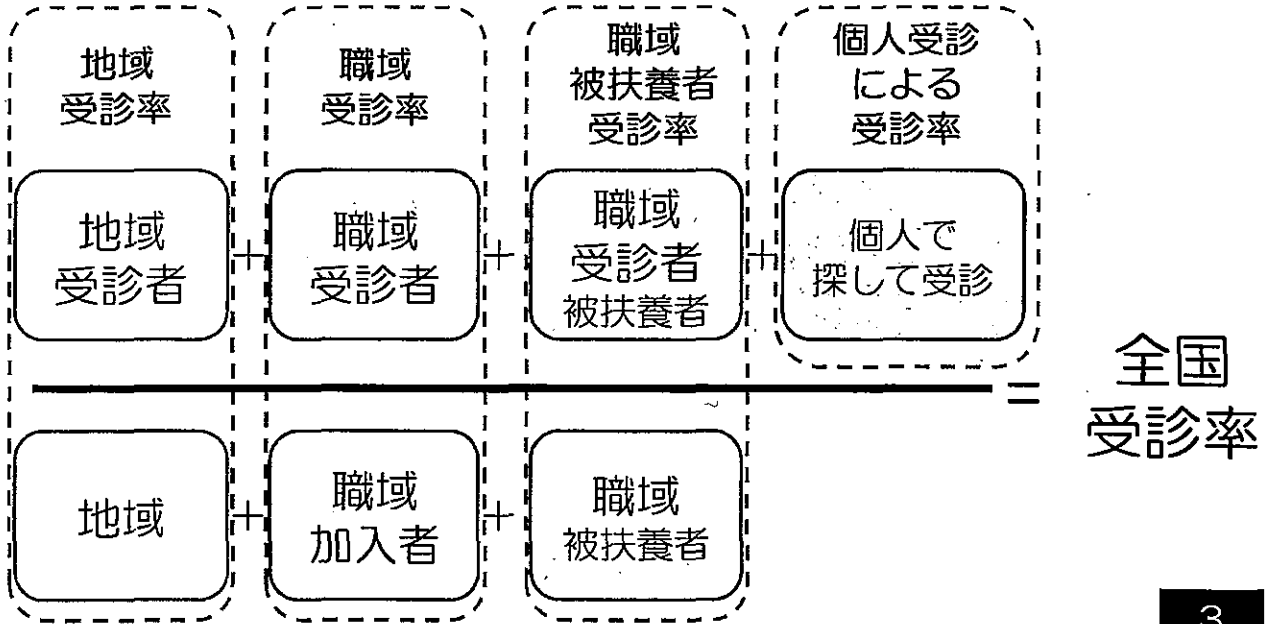 地域
受診率
職域
受診率
職域
被扶養者
受診率
個人受診
による
受診率
地域
受診者
+
職域
受診者
+
職域
受診者
被扶養者
+
個人で
探して受診
=
全国
受診率
地域
+
職域
加入者
+
職域
被扶養者
3